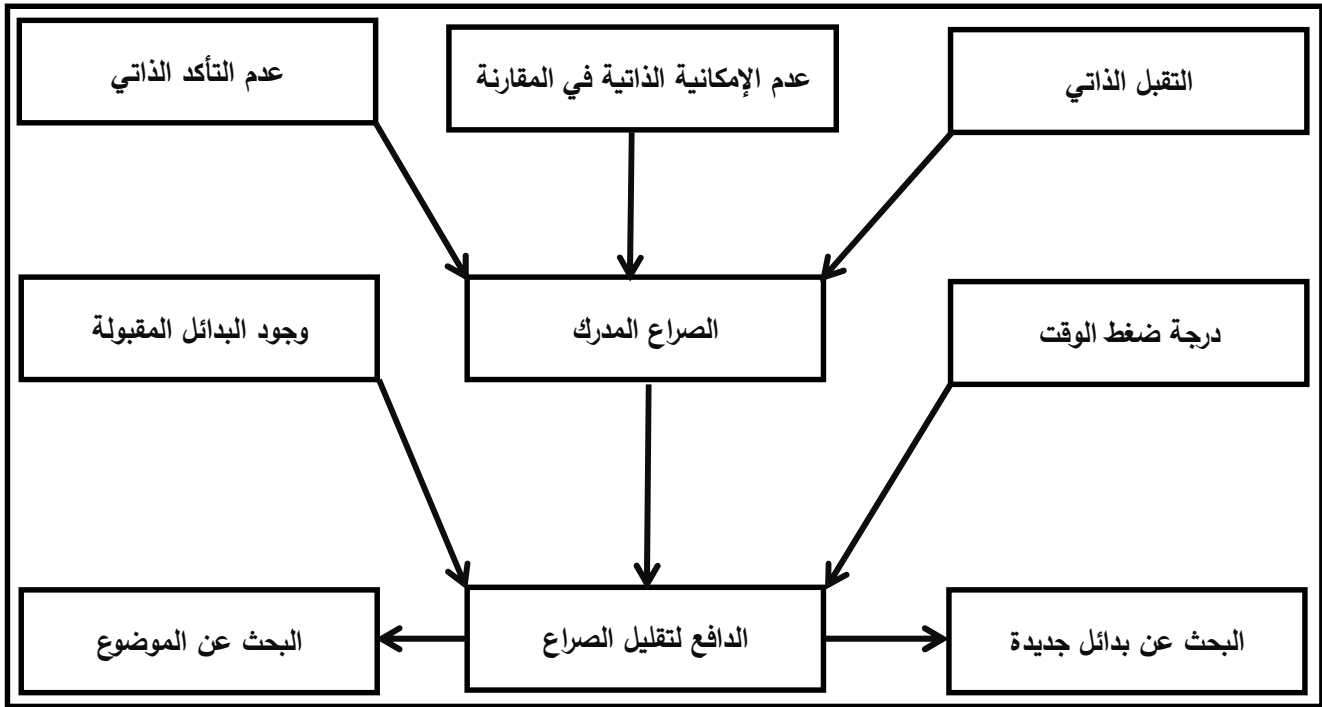 التقبل الذاتي
عدم الإمكانية الذاتية في المقارنة
عدم التأكد الذاتي
درجة ضغط الوقت
الصراع المدرك
وجود البدائل المقبولة
البحث عن بدائل جديدة
الدافع لتقليل الصراع
البحث عن الموضوع